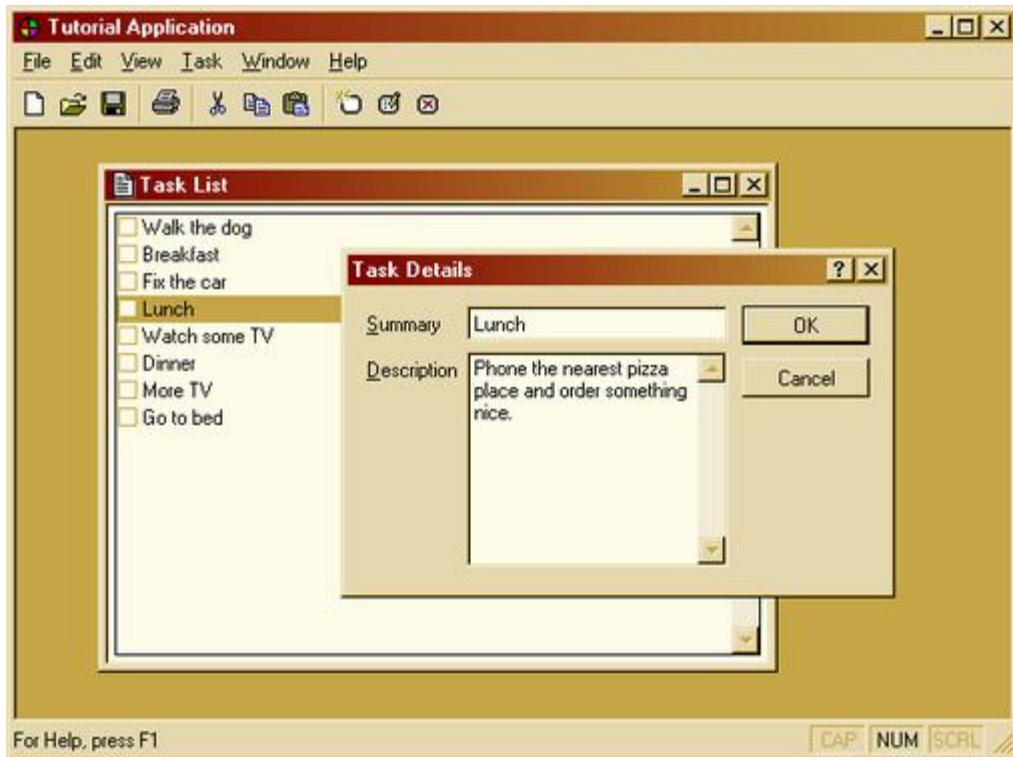 Tutorial Application
File Edit View Task Window Help
Task List
Walk the dog
Breakfast
Fix the car
Lunch
Watch some TV
Dinner
More TV
Go to bed
Task Details
Summary Lunch OK
Description Phone the nearest pizza Cancel
place and order something
nice.
For Help, press F1 CAP NUM SCRL